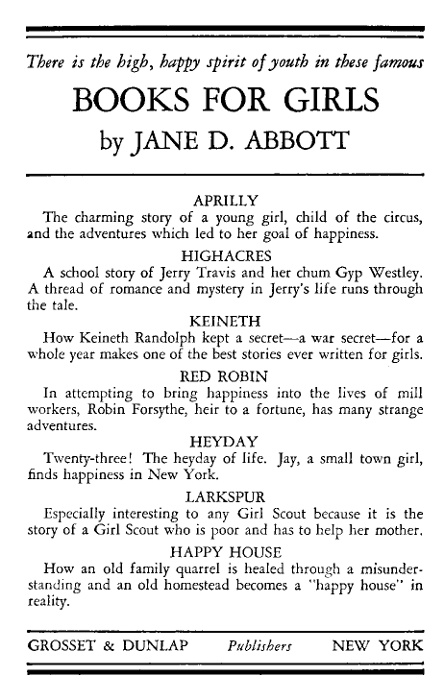 There is the high, happy spirit of youth in these famous
BOOKS FOR GIRLS
by JANE D. ABBOTT
APRILLY
The charming story of a young girl, child of the circus,
and the adventures which led to her goal of happiness.
HIGHACRES
A school story of Jerry Travis and her chum Gyp Westley.
A thread of romance and mystery in Jerry's life runs through
the tale.
KEINETH
How Keineth Randolph kept a secret—a war secret—for a
whole year makes one of the best stories ever written for girls.
RED ROBIN
In attempting to bring happiness into the lives of mill
workers, Robin Forsythe, heir to a fortune, has many strange
adventures.
HEYDAY
Twenty-three! The heyday of life. Jay, a small town girl,
finds happiness in New York.
LARKSPUR
Especially interesting to any Girl Scout because it is the
story of a Girl Scout who is poor and has to help her mother.
HAPPY HOUSE
How an old family quarrel is healed through a misunder-
standing and an old homestead becomes a "happy house" in
reality.
GROSSET & DUNLAP Publishers NEW YORK